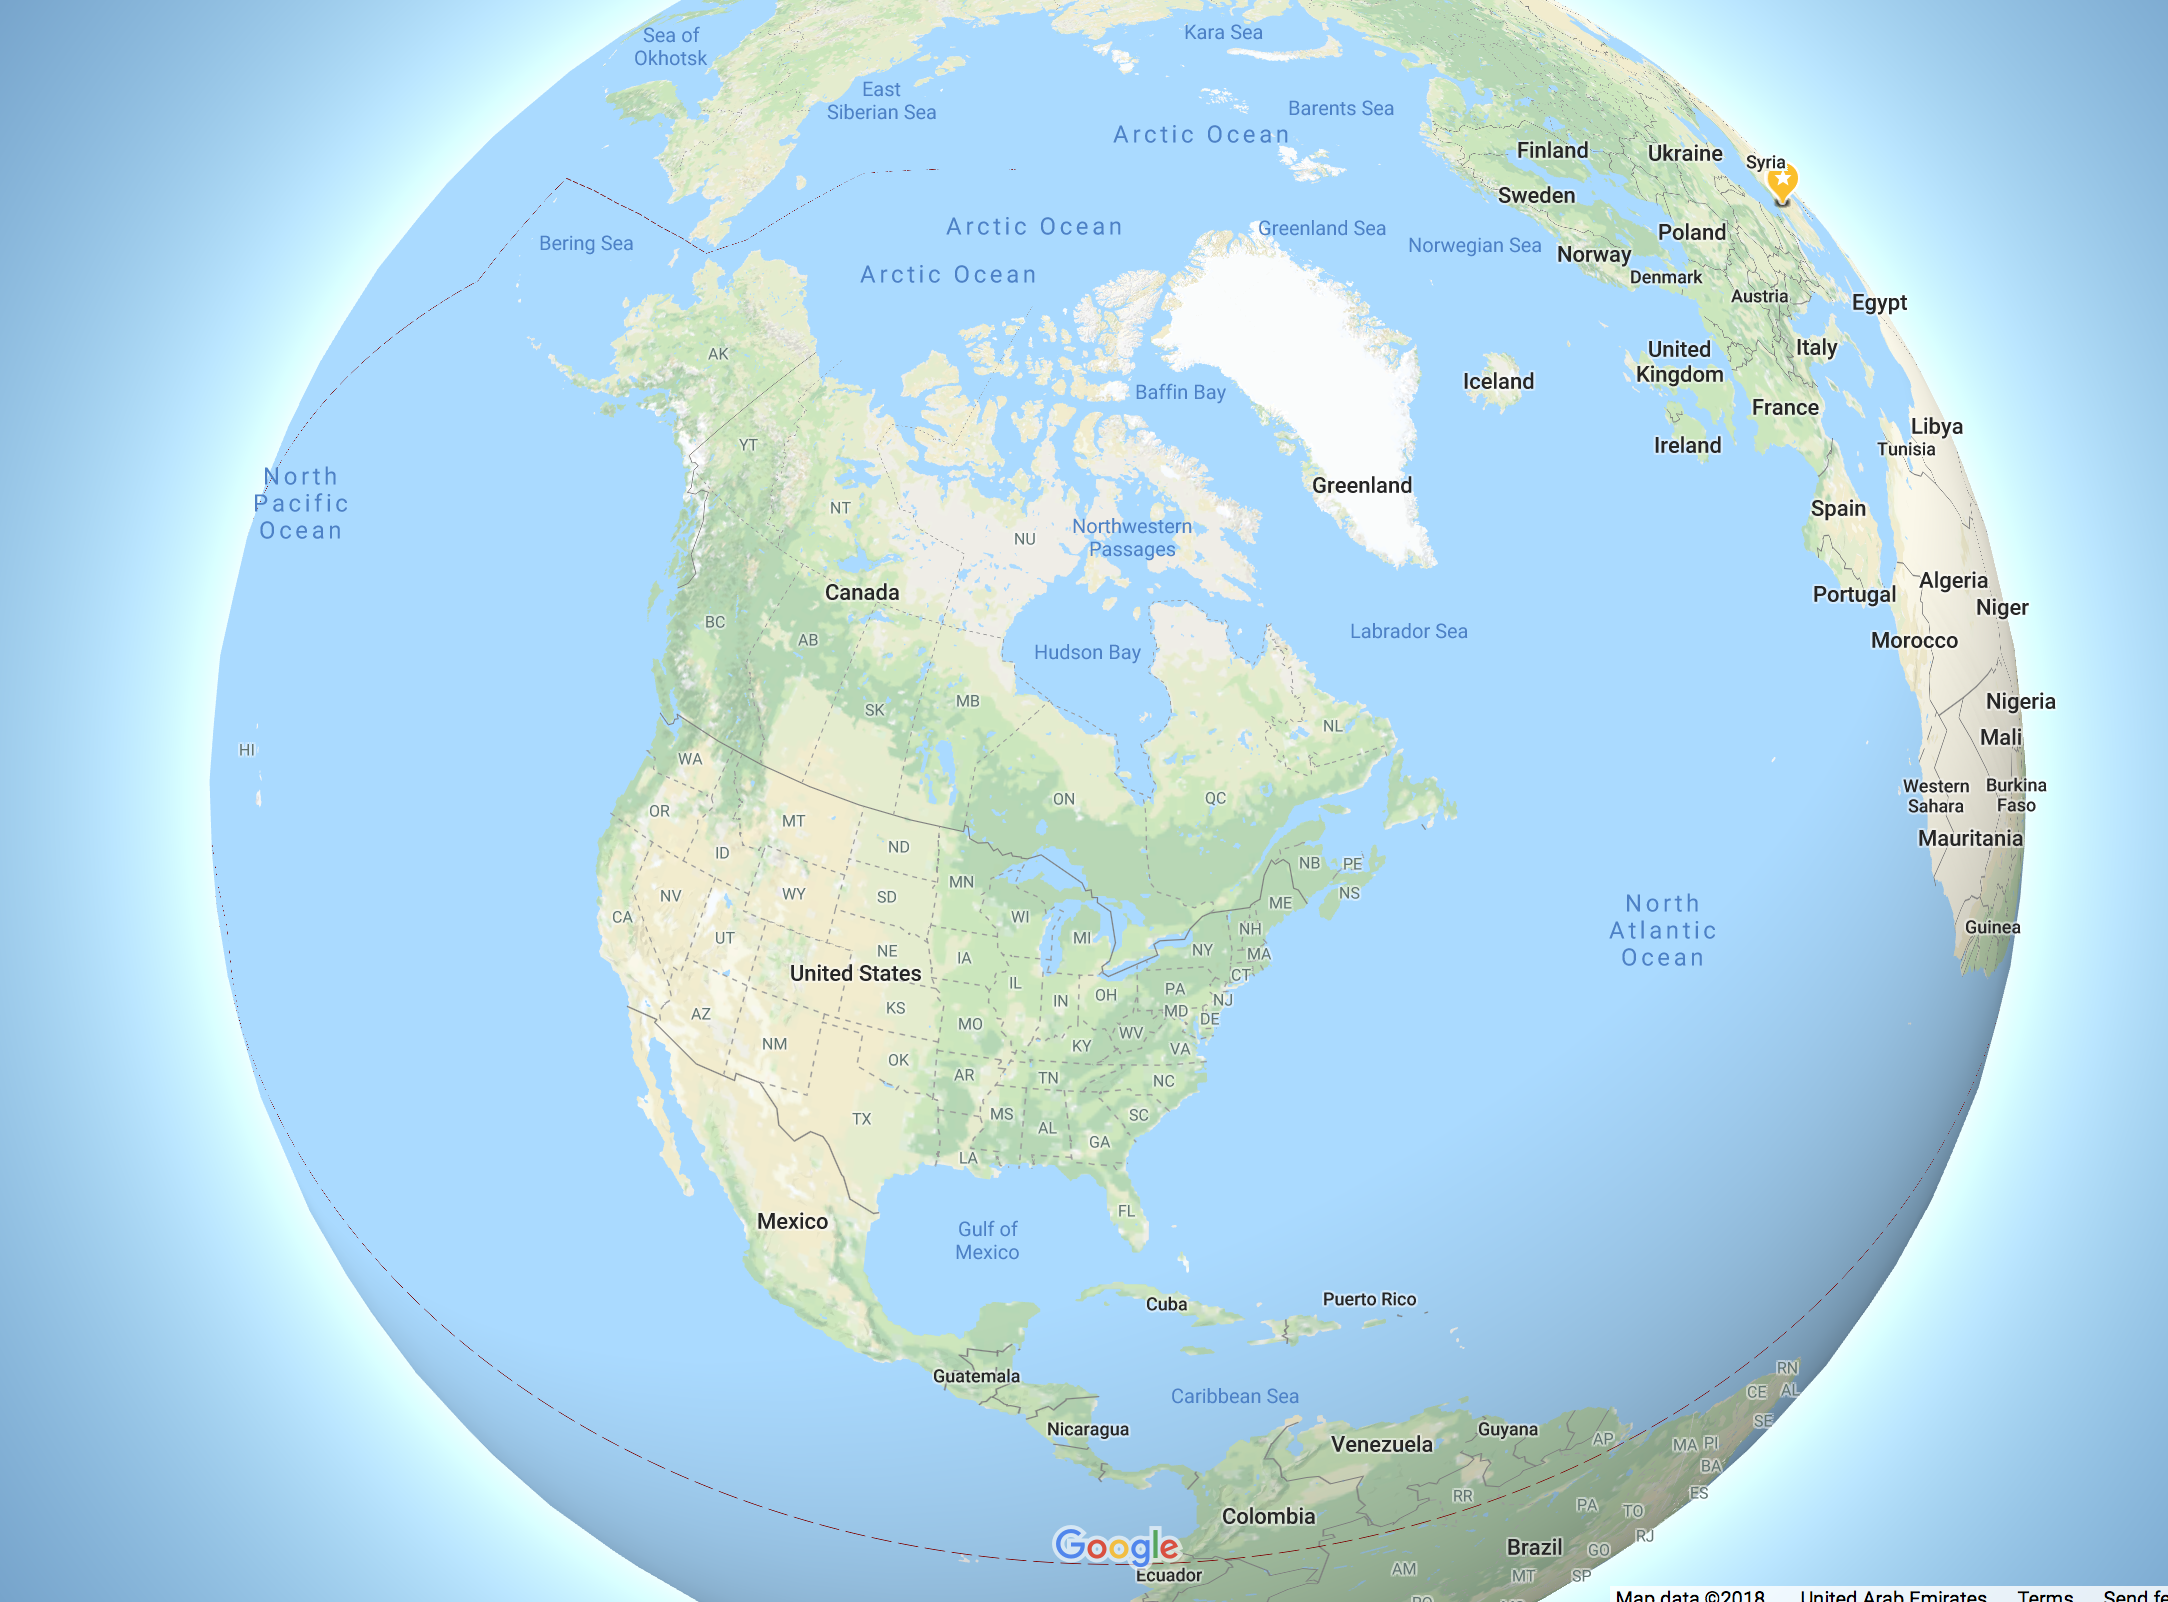 Sea of
Okhotsk
Kara Sea
East
Siberian Sea
Barents Sea
Arctic Ocean
Finland
Ukraine
Syria
Sweden
Arctic Ocean
Greenland Sea
Norwegian Sea
Poland
Bering Sea
Norway
Denmark
Arctic Ocean
Austria
Egypt
AK
United
Kingdom
Italy
Iceland
Baffin Bay
France
Libya
YT
Ireland
Tunisia
North
Pacific
Ocean
Greenland
NT
Spain
NU
Northwestern
Passages
Canada
Algeria
Portugal
Niger
BC
AB
Hudson Bay
Labrador Sea
Morocco
SK
MB
Nigeria
NL
HI
Mali
WA
Western
Sahara
Burkina
Faso
OR
MT
ON
QC
Mauritania
ID
ND
NB
PE
NV
WY
SD
MN
NS
CA
WI
ME
North
Atlantic
Ocean
Guinea
UT
NE
IA
MI
NY
NH
MA
United States
IL
IN
OH
PA
CT
NJ
AZ
KS
MO
MD
DE
NM
OK
KY
WV
VA
AR
TN
NC
TX
MS
AL
GA
SC
LA
FL
Mexico
Gulf of
Mexico
Cuba
Puerto Rico
Guatemala
Caribbean Sea
RN
CE
AL
Nicaragua
Venezuela
Guyana
AP
MA
PI
SE
BA
RR
ES
Colombia
PA
TO
RJ
Google
Brazil
GO
Ecuador
AM
MT
SP
Map data ©2018
United Arab Emirates
Terms
Send fe